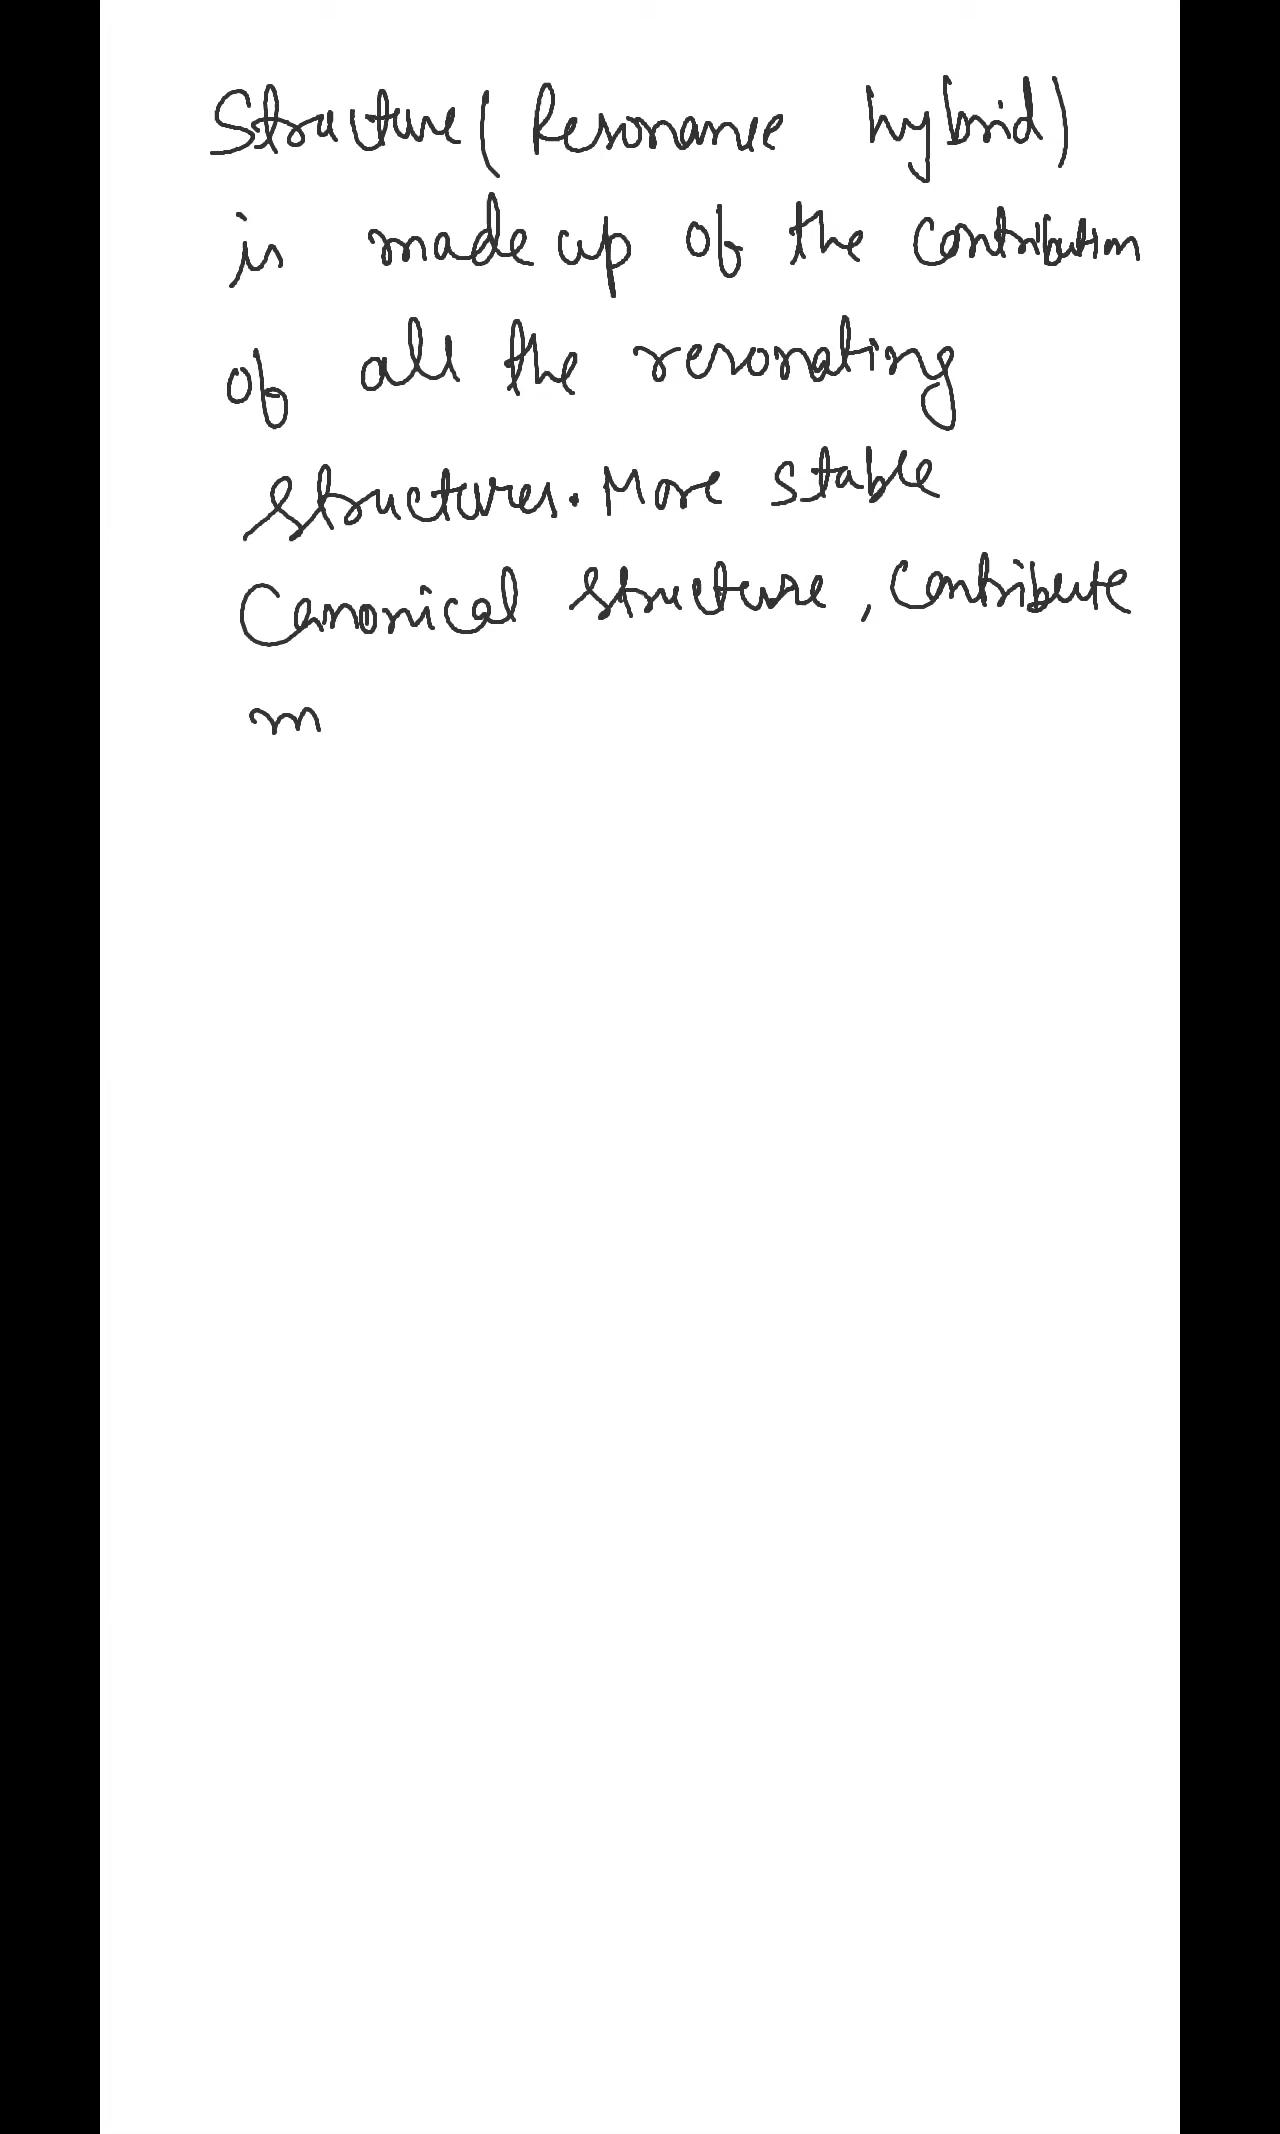 Structure (Resonance hybrid)
is made up of the contribution
of all the resonating
structures. More stable
Canonical structure, Contribute
m